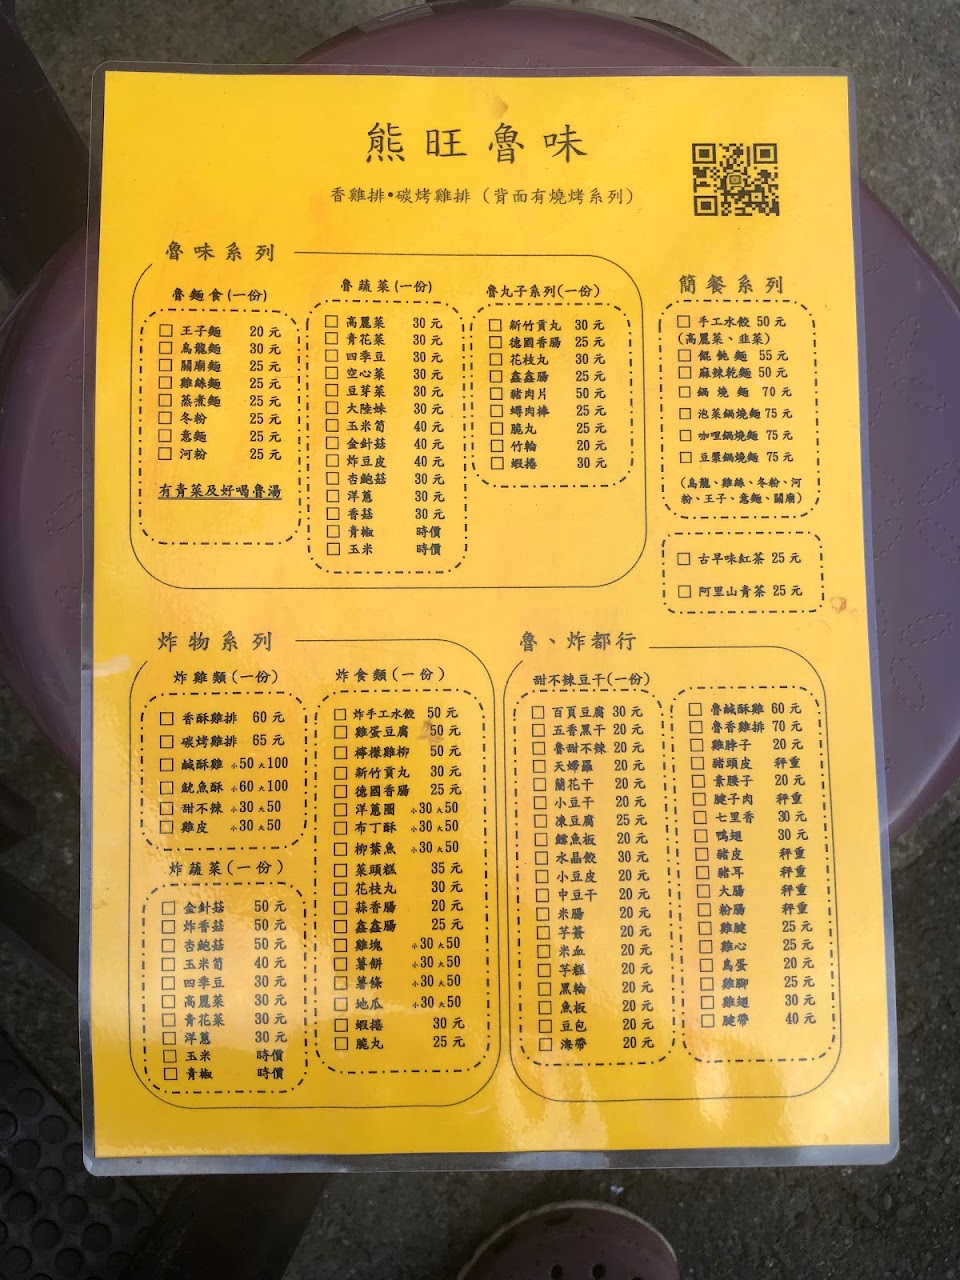 熊旺魯味
香雞排•碳烤雞排（背面有燒烤系列）
魯味系列
魯麵食(一份)
王子麵 20元
烏龍麵 30元
關廟麵 25元
雞絲麵 25元
蒸煮麵 25元
冬粉 25元
意麵 25元
河粉 25元
有青菜及好喝魯湯
魯蔬菜(一份)
高麗菜 30元
青花菜 30元
四季豆 30元
空心菜 30元
豆芽菜 30元
大陸妹 30元
玉米筍 40元
金針菇 40元
炸豆皮 40元
杏鮑菇 30元
洋蔥 30元
香菇 30元
青椒 時價
玉米 時價
魯丸子系列(一份)
新竹貢丸 30元
德國香腸 25元
花枝丸 30元
鑫鑫腸 25元
豬肉片 50元
蟳肉棒 25元
脆丸 25元
竹輪 20元
蝦捲 30元
簡餐系列
手工水餃 50元
(高麗菜、韭菜)
餛飩麵 55元
麻辣乾麵 50元
鍋燒麵 70元
泡菜鍋燒麵 75元
咖哩鍋燒麵 75元
豆漿鍋燒麵 75元
(烏龍、雞絲、冬粉、河
粉、王子、意麵、關廟)
古早味紅茶 25元
阿里山青茶 25元
炸物系列
炸雞類(一份)
香酥雞排 60元
碳烤雞排 65元
鹹酥雞 小50大100
魷魚酥 小60大100
甜不辣 小30大50
雞皮 小30大50
炸蔬菜(一份)
金針菇 50元
炸香菇 50元
杏鮑菇 50元
玉米筍 40元
四季豆 30元
高麗菜 30元
青花菜 30元
洋蔥 30元
玉米 時價
青椒 時價
炸食類(一份)
炸手工水餃 50元
雞蛋豆腐 50元
檸檬雞柳 50元
新竹貢丸 30元
德國香腸 25元
洋蔥圈 小30大50
布丁酥 小30大50
柳葉魚 小30大50
菜頭糕 35元
花枝丸 30元
蒜香腸 20元
鑫鑫腸 25元
雞塊 小30大50
薯餅 小30大50
薯條 小30大50
地瓜 小30大50
蝦捲 30元
脆丸 25元
魯、炸都行
甜不辣豆干(一份)
百頁豆腐 30元
五香黑干 20元
魯甜不辣 20元
天婦羅 20元
蘭花干 20元
小豆干 20元
凍豆腐 25元
鱈魚板 20元
水晶餃 30元
小豆皮 20元
中豆干 20元
米腸 20元
芋簽 20元
米血 20元
芋糕 20元
黑輪 20元
魚板 20元
豆包 20元
海帶 20元
魯鹹酥雞 60元
魯香雞排 70元
雞脖子 20元
豬頭皮 秤重
素腰子 20元
腱子肉 秤重
七里香 30元
鴨翅 30元
豬皮 秤重
豬耳 秤重
大腸 秤重
粉腸 秤重
雞腱 25元
雞心 25元
鳥蛋 20元
雞腳 25元
雞翅 30元
腱帶 40元